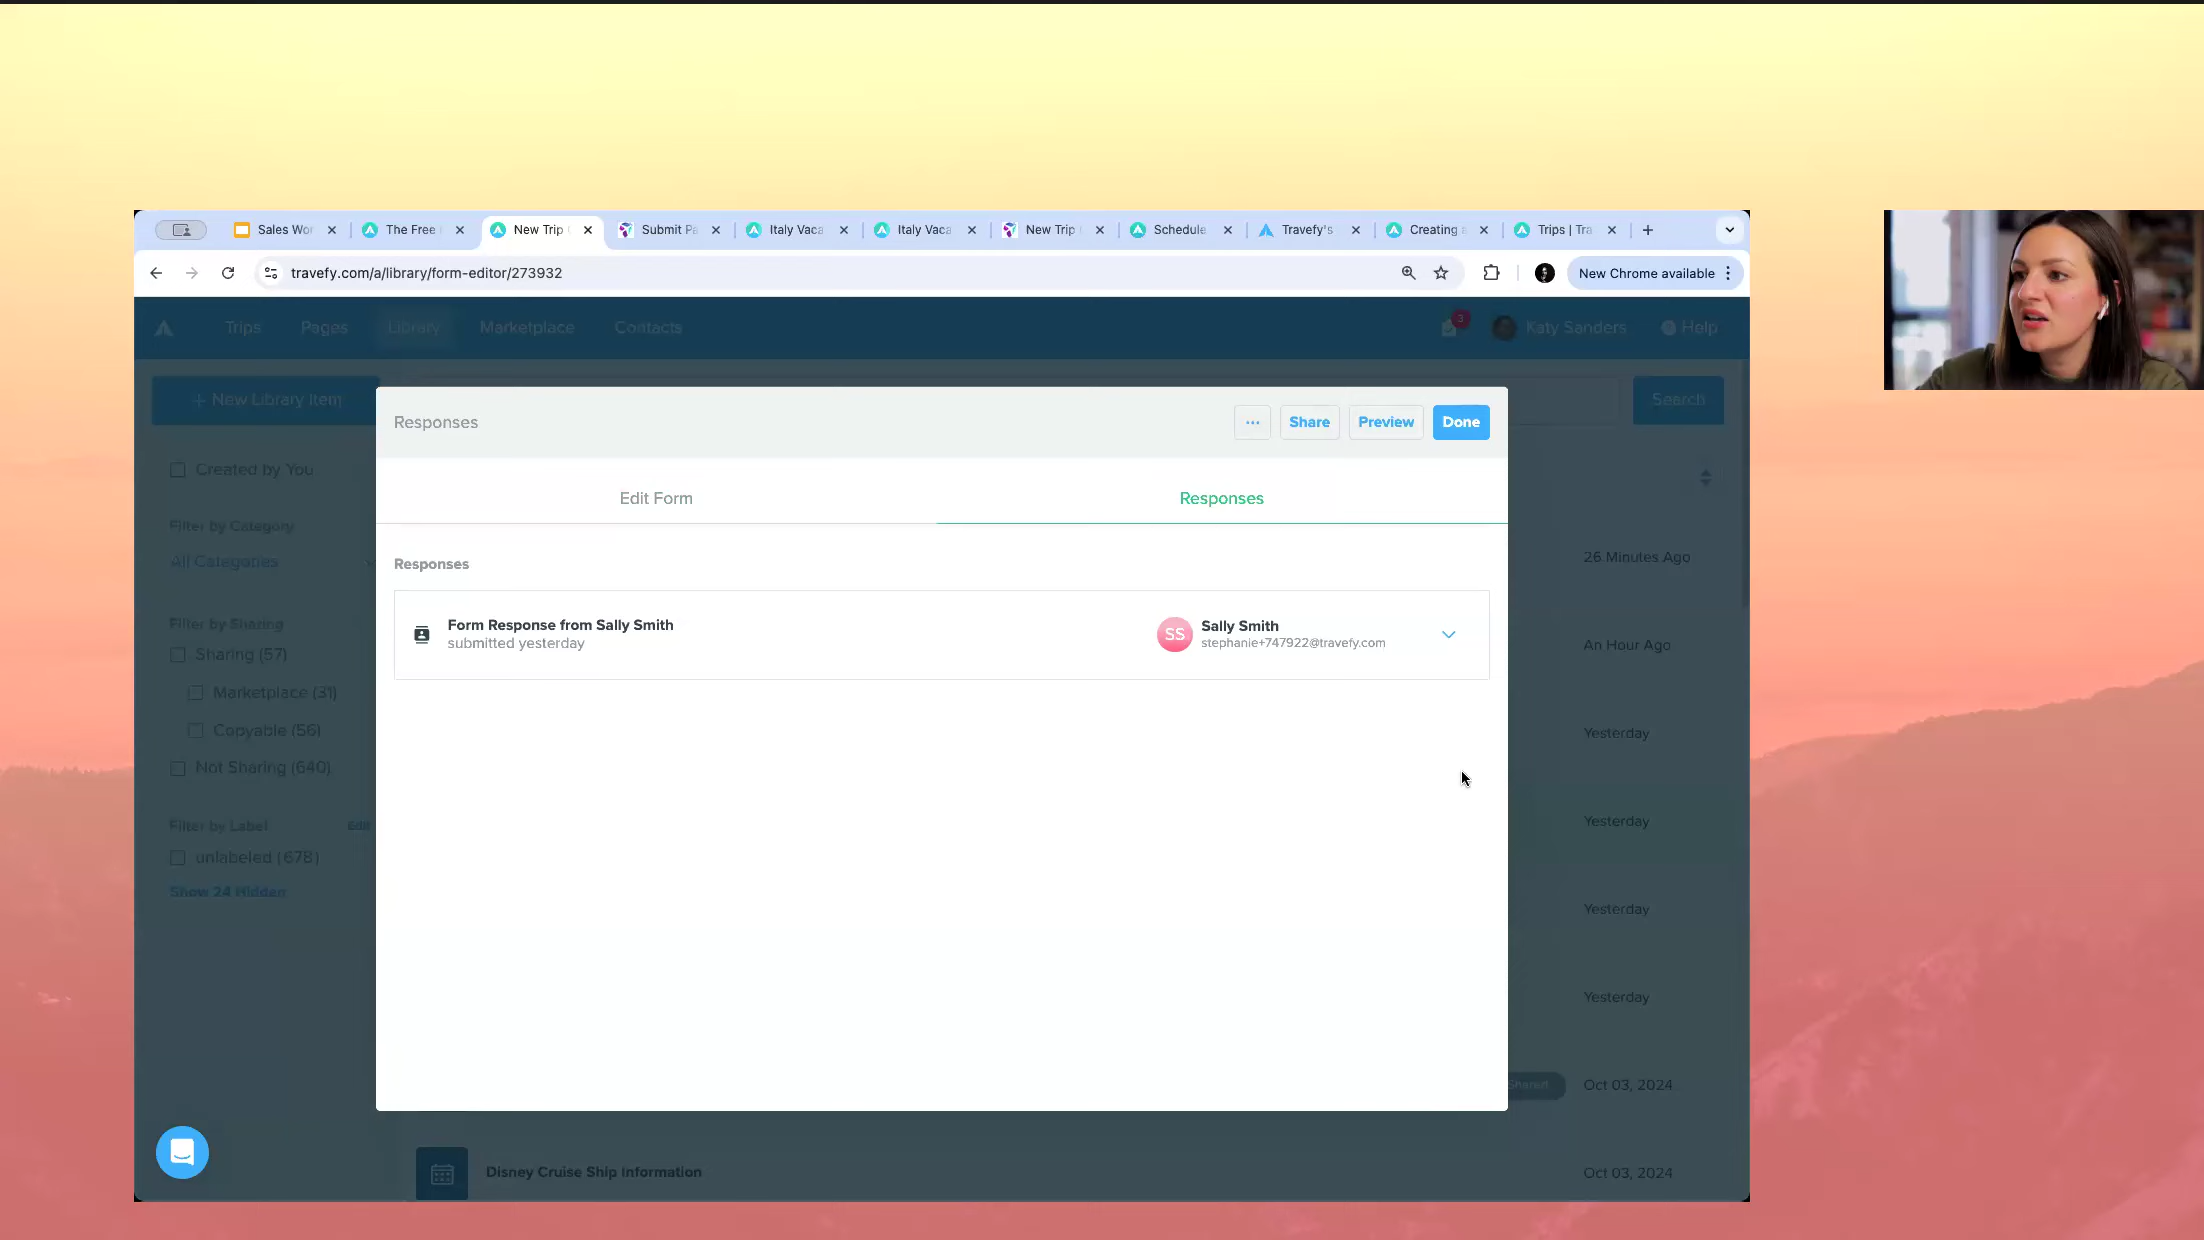 Sales Wor
The Free
New Trip
Submit Pa
Italy Vaca
Italy Vaca
New Trip
Schedule
Travefy's
Creating a
Trips | Tra
travefy.com/a/library/form-editor/273932
New Chrome available
Trips
Pages
Library
Marketplace
Contacts
3
Katy Sanders
Help
+ New Library Item
Search
Responses
...
Share
Preview
Done
Created by You
Edit Form
Responses
Filter by Category
All Categories
Responses
26 Minutes Ago
Form Response from Sally Smith
submitted yesterday
SS
Sally Smith
stephanie+747922@travefy.com
Filter by Sharing
Sharing (57)
An Hour Ago
Marketplace (31)
Copyable (56)
Yesterday
Not Sharing (640)
Filter by Label
Edit
Yesterday
unlabeled (678)
Show 24 Hidden
Yesterday
Yesterday
Shared
Oct 03, 2024
Disney Cruise Ship Information
Oct 03, 2024